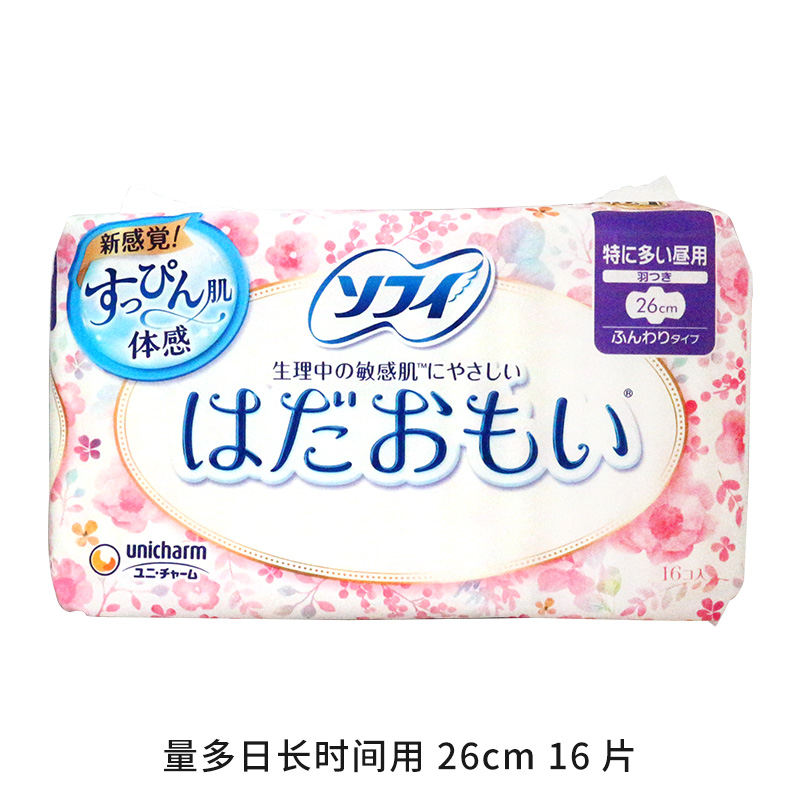 新感覚!
すっぴん肌
体感
ソフィ
生理中の敏感肌™にやさしい
はだおもい®
特に多い昼用
羽つき
26cm
ふんわりタイプ
unicharm
ユニ・チャーム
16コ入
量多日长时间用 26cm 16 片